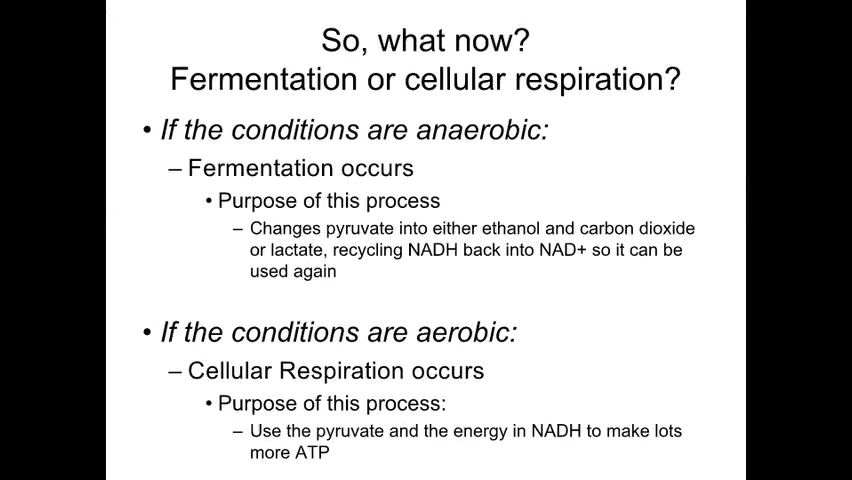 So, what now?
Fermentation or cellular respiration?
• If the conditions are anaerobic:
– Fermentation occurs
• Purpose of this process
– Changes pyruvate into either ethanol and carbon dioxide
or lactate, recycling NADH back into NAD+ so it can be
used again
• If the conditions are aerobic:
– Cellular Respiration occurs
• Purpose of this process:
– Use the pyruvate and the energy in NADH to make lots
more ATP